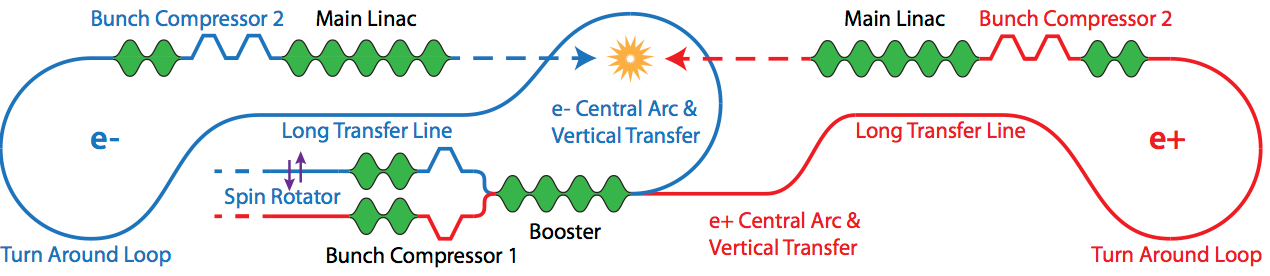 Bunch Compressor 2
Main Linac
Main Linac
Bunch Compressor 2
e- Central Arc &
Vertical Transfer
e-
Long Transfer Line
Long Transfer Line
e+
Spin Rotator
e+ Central Arc &
Vertical Transfer
Booster
Turn Around Loop
Bunch Compressor 1
Turn Around Loop